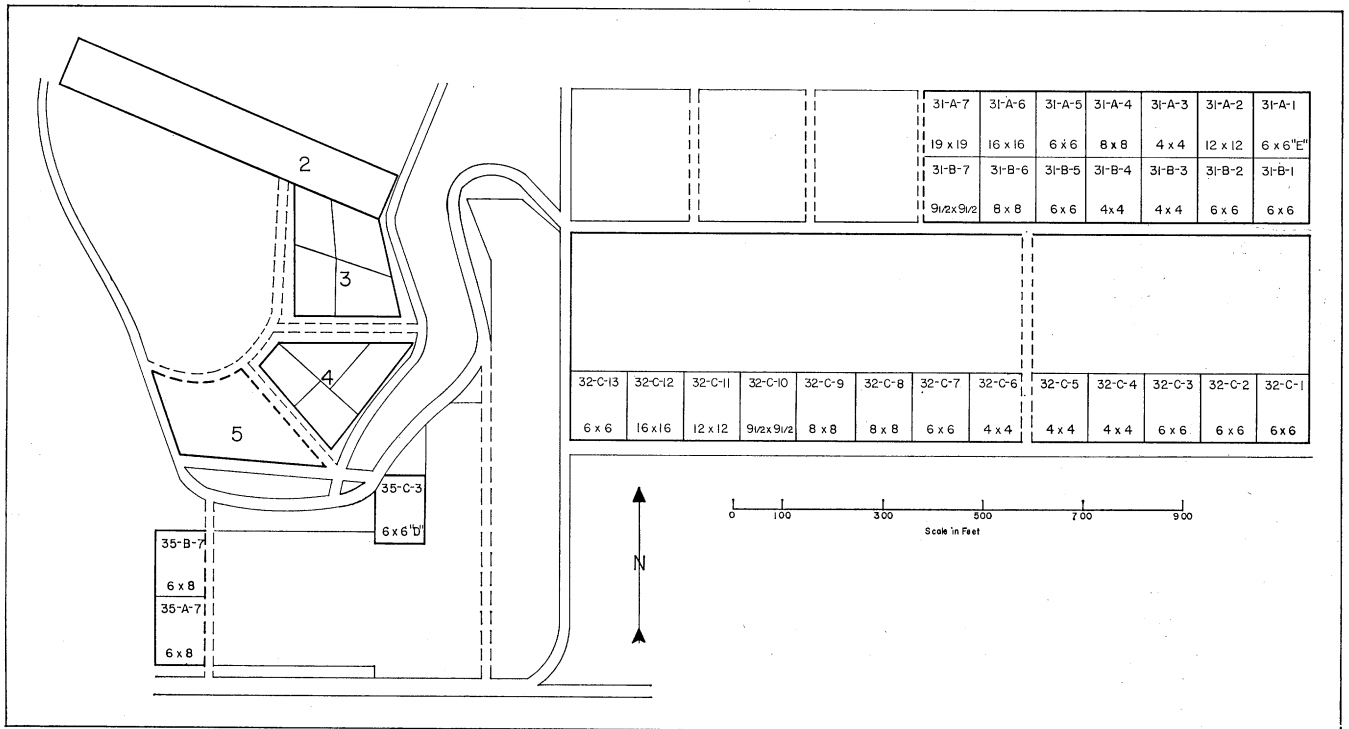 2
3
4
5
31-A-7 31-A-6 31-A-5 31-A-4 31-A-3 31-A-2 31-A-1
19 x 19 16 x 16 6 x 6 8 x 8 4 x 4 12 x 12 6 x 6 "E"
31-B-7 31-B-6 31-B-5 31-B-4 31-B-3 31-B-2 31-B-1
9 1/2 x 9 1/2 8 x 8 6 x 6 4 x 4 4 x 4 6 x 6 6 x 6
32-C-13 32-C-12 32-C-11 32-C-10 32-C-9 32-C-8 32-C-7 32-C-6 32-C-5 32-C-4 32-C-3 32-C-2 32-C-1
6 x 6 16 x 16 12 x 12 9 1/2 x 9 1/2 8 x 8 8 x 8 6 x 6 4 x 4 4 x 4 4 x 4 6 x 6 6 x 6 6 x 6
35-C-3
6 x 6 "D"
35-B-7
6 x 8
35-A-7
6 x 8
N
0 100 300 500 700 900
Scale in Feet